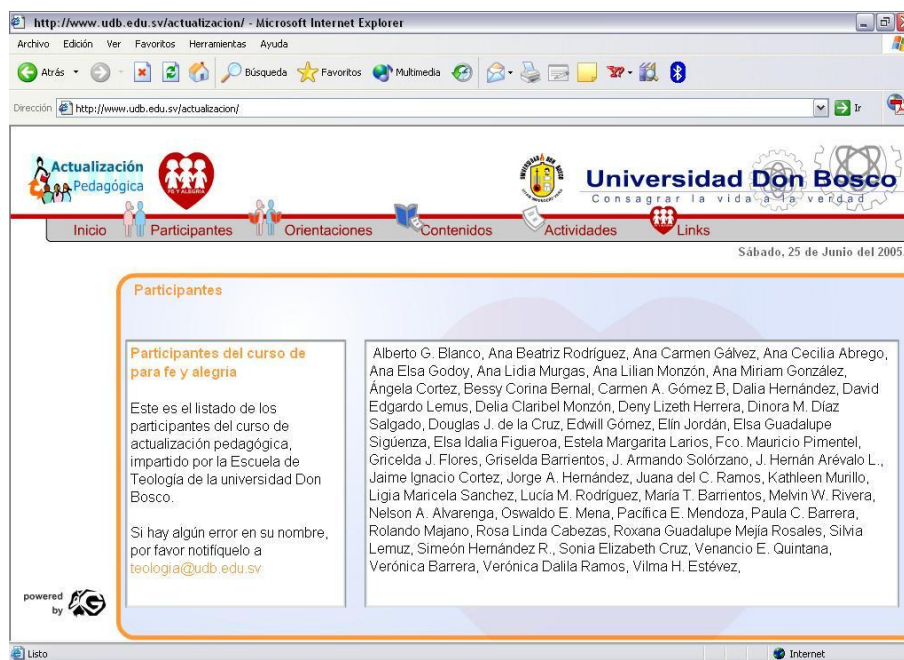 http://www.udb.edu.sv/actualizacion/ - Microsoft Internet Explorer
Archivo Edición Ver Favoritos Herramientas Ayuda
Atrás Búsqueda Favoritos Multimedia
Dirección http://www.udb.edu.sv/actualizacion/ Ir
Actualización
Pedagógica
FE Y ALEGRIA
Universidad Don Bosco
Consagrar la vida a la verdad
Inicio Participantes Orientaciones Contenidos Actividades Links
Sábado, 25 de Junio del 2005.
Participantes
Participantes del curso de
para fe y alegria
Este es el listado de los
participantes del curso de
actualización pedagógica,
impartido por la Escuela de
Teología de la universidad Don
Bosco.
Si hay algún error en su nombre,
por favor notifíquelo a
teologia@udb.edu.sv
Alberto G. Blanco, Ana Beatriz Rodríguez, Ana Carmen Gálvez, Ana Cecilia Abrego,
Ana Elsa Godoy, Ana Lidia Murgas, Ana Lilian Monzón, Ana Miriam González,
Ángela Cortez, Bessy Corina Bernal, Carmen A. Gómez B, Dalia Hernández, David
Edgardo Lemus, Delia Claribel Monzón, Deny Lizeth Herrera, Dinora M. Díaz
Salgado, Douglas J. de la Cruz, Edwill Gómez, Elín Jordán, Elsa Guadalupe
Sigúenza, Elsa Idalia Figueroa, Estela Margarita Larios, Fco. Mauricio Pimentel,
Gricelda J. Flores, Griselda Barrientos, J. Armando Solórzano, J. Hernán Arévalo L.,
Jaime Ignacio Cortez, Jorge A. Hernández, Juana del C. Ramos, Kathleen Murillo,
Ligia Maricela Sanchez, Lucía M. Rodríguez, María T. Barrientos, Melvin W. Rivera,
Nelson A. Alvarenga, Oswaldo E. Mena, Pacífica E. Mendoza, Paula C. Barrera,
Rolando Majano, Rosa Linda Cabezas, Roxana Guadalupe Mejía Rosales, Silvia
Lemuz, Simeón Hernández R., Sonia Elizabeth Cruz, Venancio E. Quintana,
Verónica Barrera, Verónica Dalila Ramos, Vilma H. Estévez,
powered
by
Listo Internet